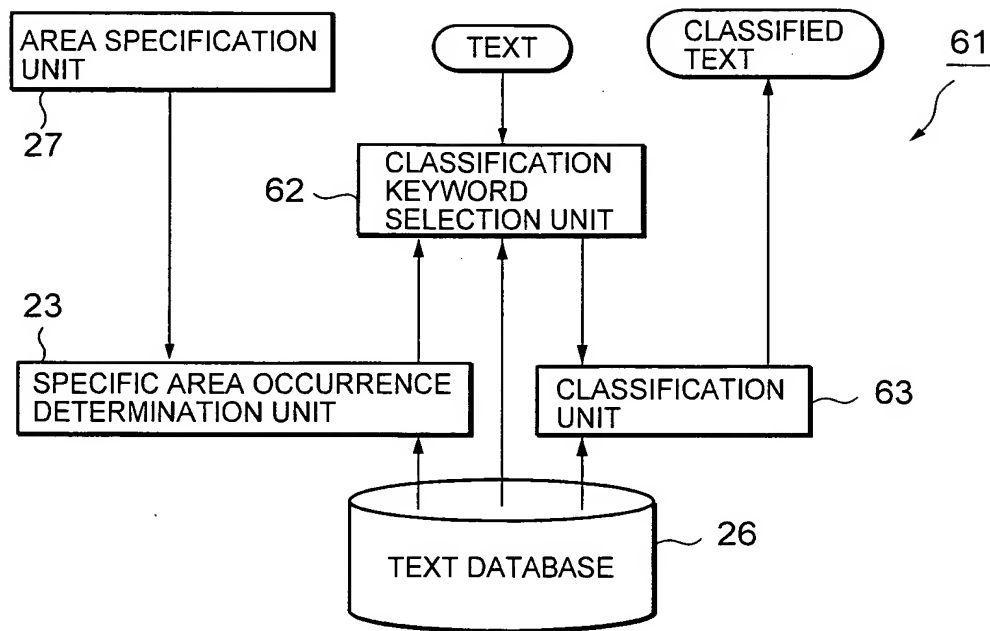 AREA SPECIFICATION
UNIT
27
TEXT
CLASSIFIED
TEXT
61
62
CLASSIFICATION
KEYWORD
SELECTION UNIT
23
SPECIFIC AREA OCCURRENCE
DETERMINATION UNIT
CLASSIFICATION
UNIT
63
TEXT DATABASE
26